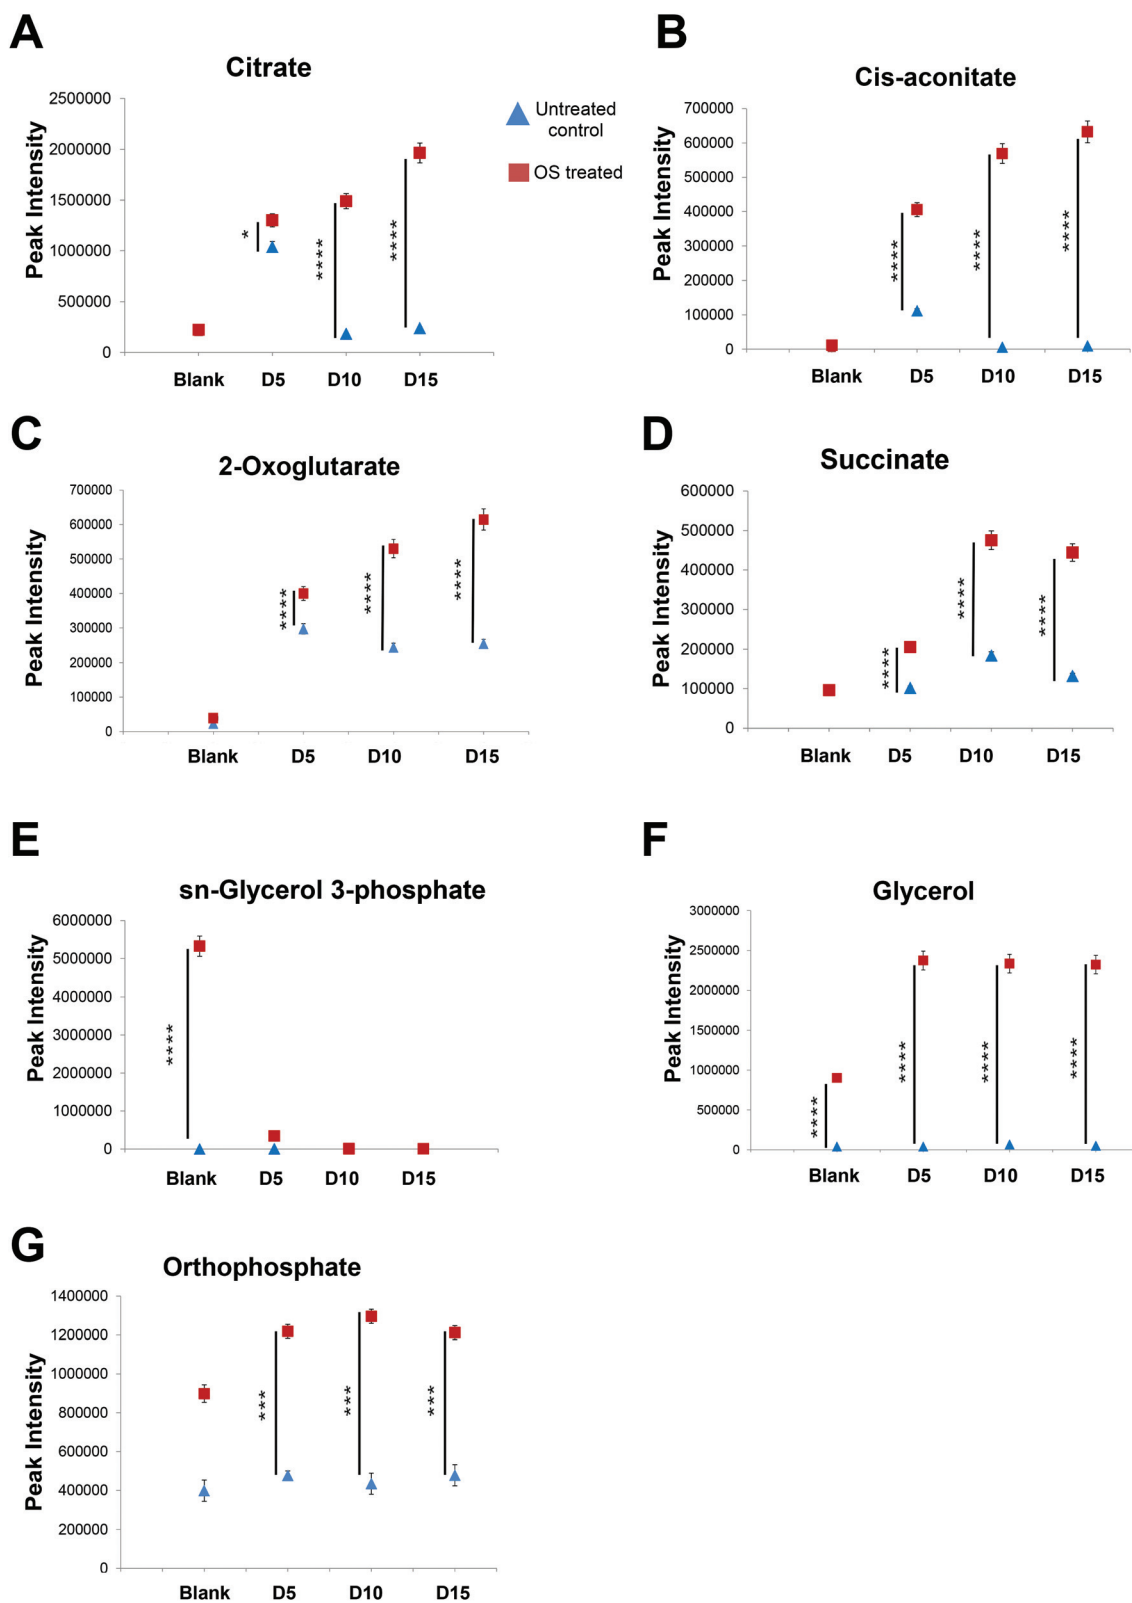 A
Citrate
Peak Intensity
2500000
2000000
1500000
1000000
500000
0
*
****
****
Blank
D5
D10
D15
Untreated
control
OS treated
B
Cis-aconitate
Peak Intensity
700000
600000
500000
400000
300000
200000
100000
0
****
****
****
Blank
D5
D10
D15
C
2-Oxoglutarate
Peak Intensity
700000
600000
500000
400000
300000
200000
100000
0
****
****
****
Blank
D5
D10
D15
D
Succinate
Peak Intensity
600000
500000
400000
300000
200000
100000
0
****
****
****
Blank
D5
D10
D15
E
sn-Glycerol 3-phosphate
Peak Intensity
6000000
5000000
4000000
3000000
2000000
1000000
0
****
Blank
D5
D10
D15
F
Glycerol
Peak Intensity
3000000
2500000
2000000
1500000
1000000
500000
0
****
****
****
****
Blank
D5
D10
D15
G
Orthophosphate
Peak Intensity
1400000
1200000
1000000
800000
600000
400000
200000
0
***
***
***
Blank
D5
D10
D15